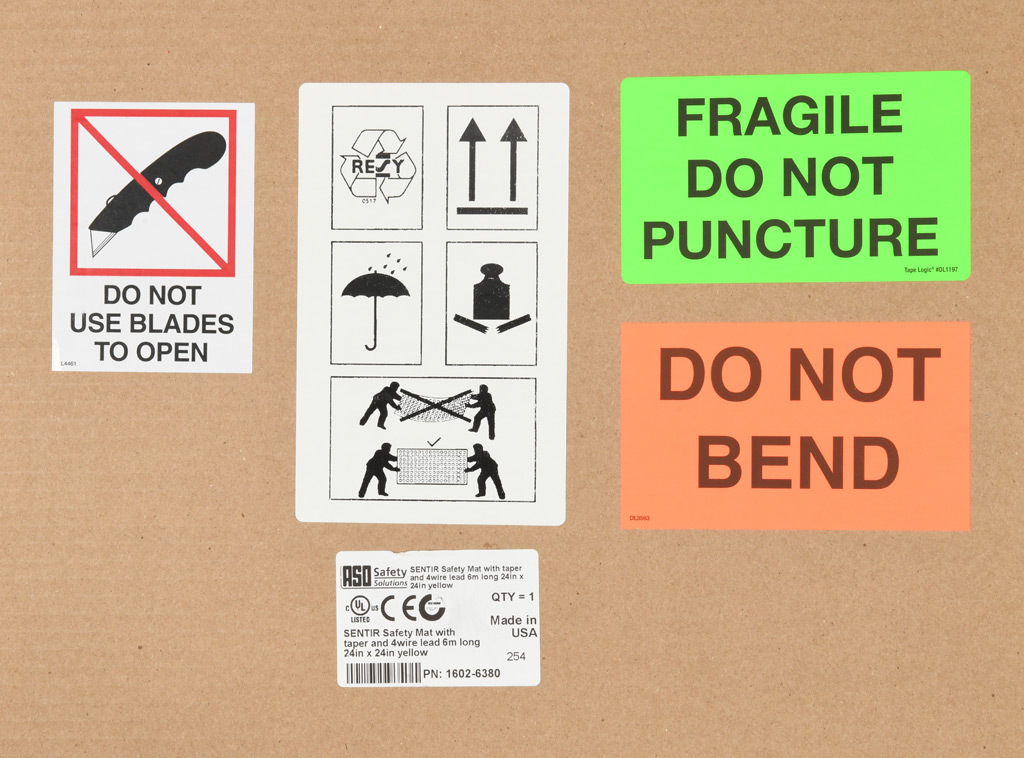 DO NOT
USE BLADES
TO OPEN
L4461
RESY
0517
FRAGILE
DO NOT
PUNCTURE
Tape Logic® #DL1197
DO NOT
BEND
ASO Safety Solutions
SENTIR Safety Mat with taper
and 4wire lead 6m long 24in x
24in yellow
QTY = 1
C UL US
LISTED
CE
Made in
USA
SENTIR Safety Mat with
taper and 4wire lead 6m long
24in x 24in yellow
254
PN: 1602-6380